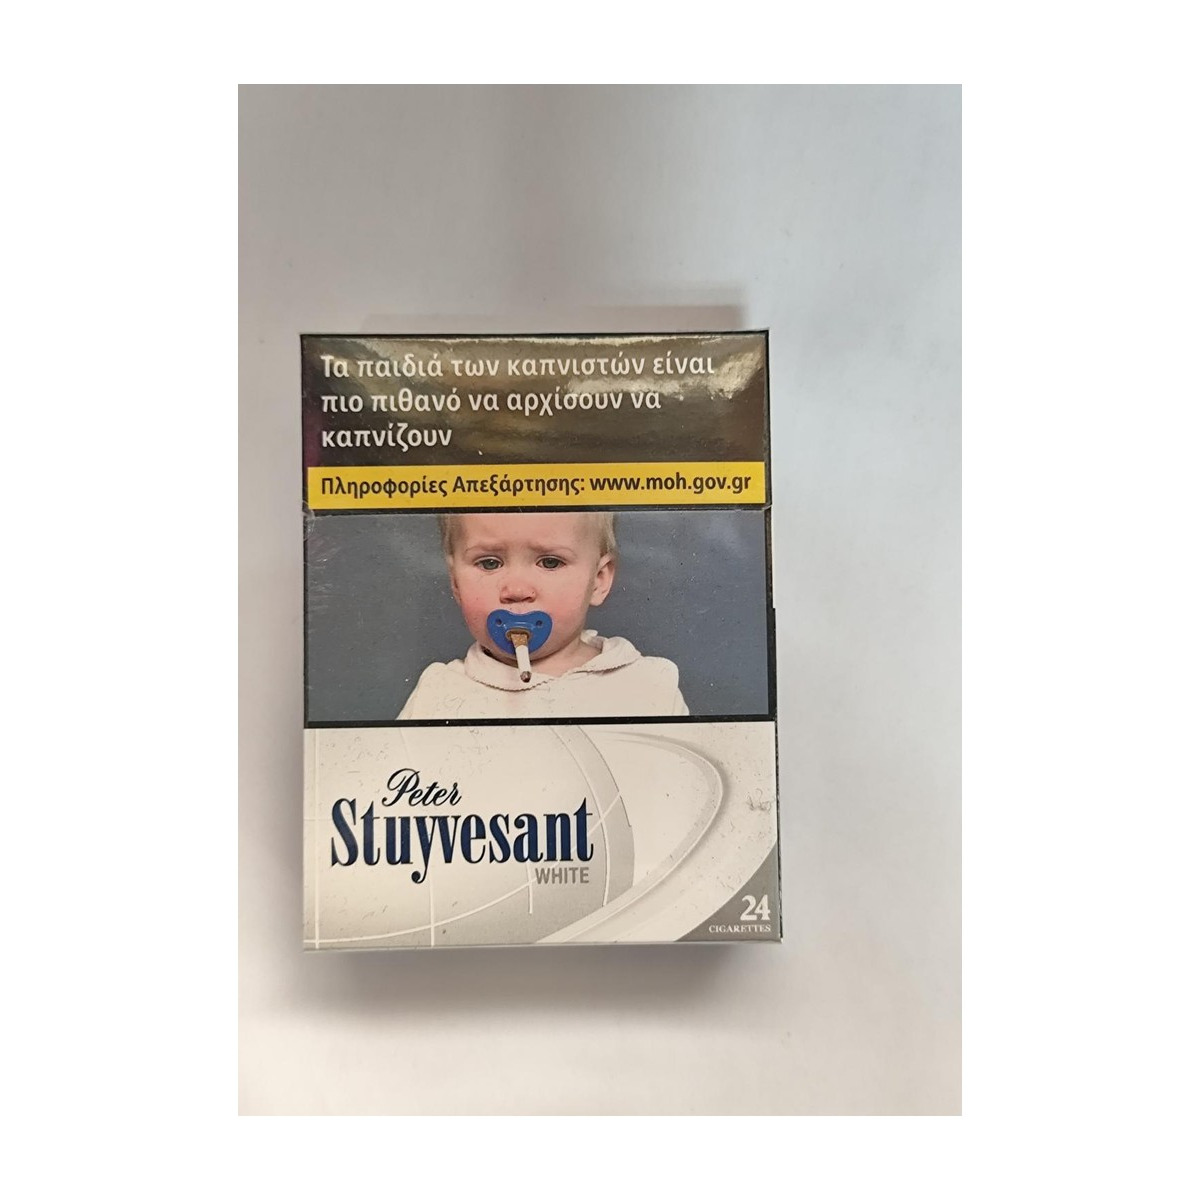 Τα παιδιά των καπνιστών είναι
πιο πιθανό να αρχίσουν να
καπνίζουν
Πληροφορίες Απεξάρτησης: www.moh.gov.gr
Peter
Stuyvesant
WHITE
24
CIGARETTES